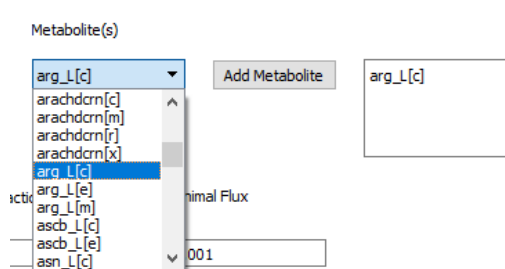 Metabolite(s)
arg_L[c]
Add Metabolite
arg_L[c]
arachdcrn[c]
arachdcrn[m]
arachdcrn[r]
arachdcrn[x]
arg_L[c]
arg_L[e]
arg_L[m]
ascb_L[c]
ascb_L[e]
asn_L[c]
nimal Flux
001